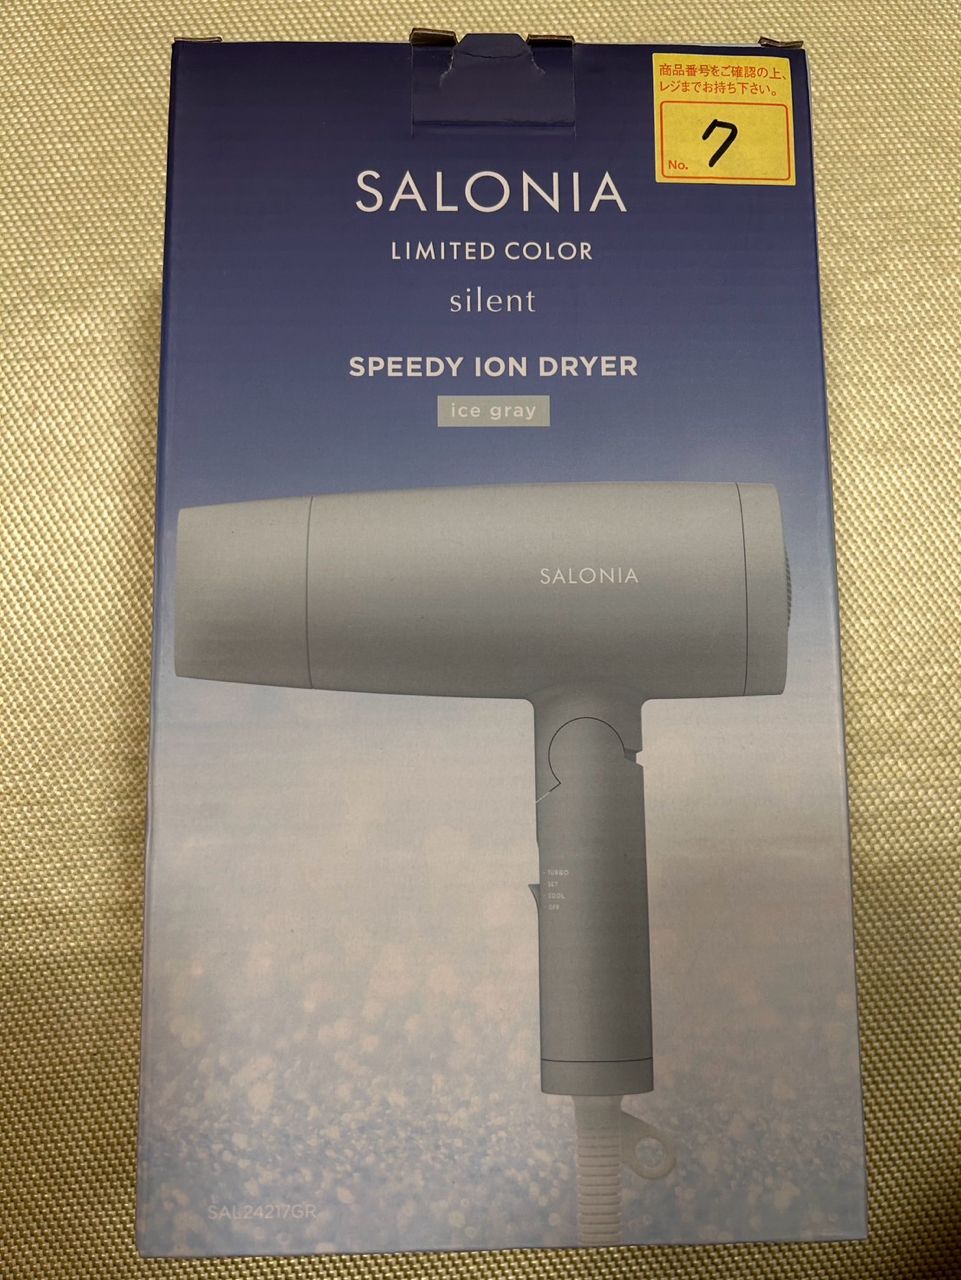 商品番号をご確認の上、
レジまでお持ち下さい。
No. 7
SALONIA
LIMITED COLOR
silent
SPEEDY ION DRYER
ice gray
SALONIA
TURBO
SET
COOL
OFF
SAL24217GR